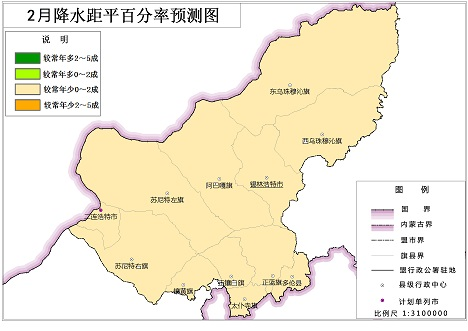 2月降水距平百分率预测图
说 明
较常年多2～5成
较常年多0～2成
较常年少0～2成
较常年少2～5成
东乌珠穆沁旗
西乌珠穆沁旗
阿巴嘎旗
锡林浩特市
苏尼特左旗
二连浩特市
苏尼特右旗
镶黄旗
正镶白旗
正蓝旗
多伦县
太仆寺旗
图 例
国 界
内蒙古界
盟市界
旗县界
盟行政公署驻地
县级行政中心
计划单列市
比例尺 1:3100000